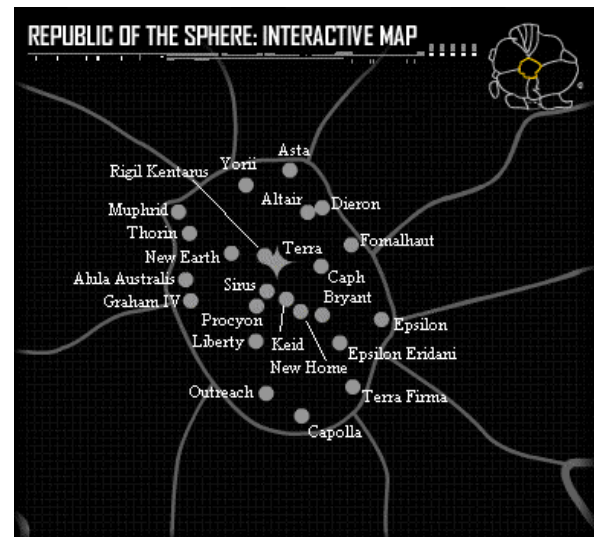 REPUBLIC OF THE SPHERE: INTERACTIVE MAP
Asta
Yorii
Rigil Kentarus
Altair
Dieron
Muphrid
Thorin
Fomalhaut
Terra
New Earth
Caph
Alula Australis
Sirus
Graham IV
Bryant
Procyon
Epsilon
Liberty
Keid
Epsilon Eridani
New Home
Outreach
Terra Firma
Capolla